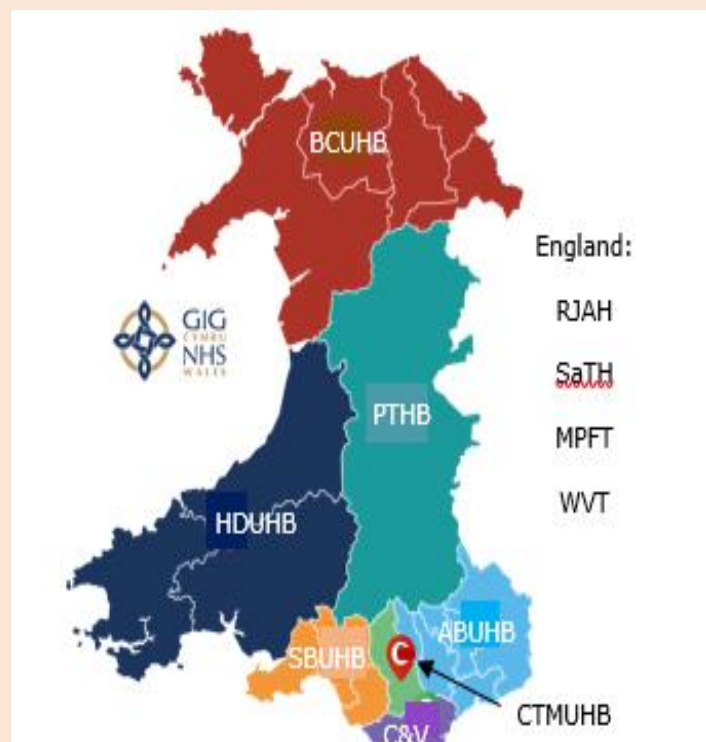 BCUHB
England:
RJAH
GIG
CYMRU
NHS
WALES
SaTH
PTHB
MPFT
WVT
HDUHB
ABUHB
SBUHB
C
CTMUHB
C&V